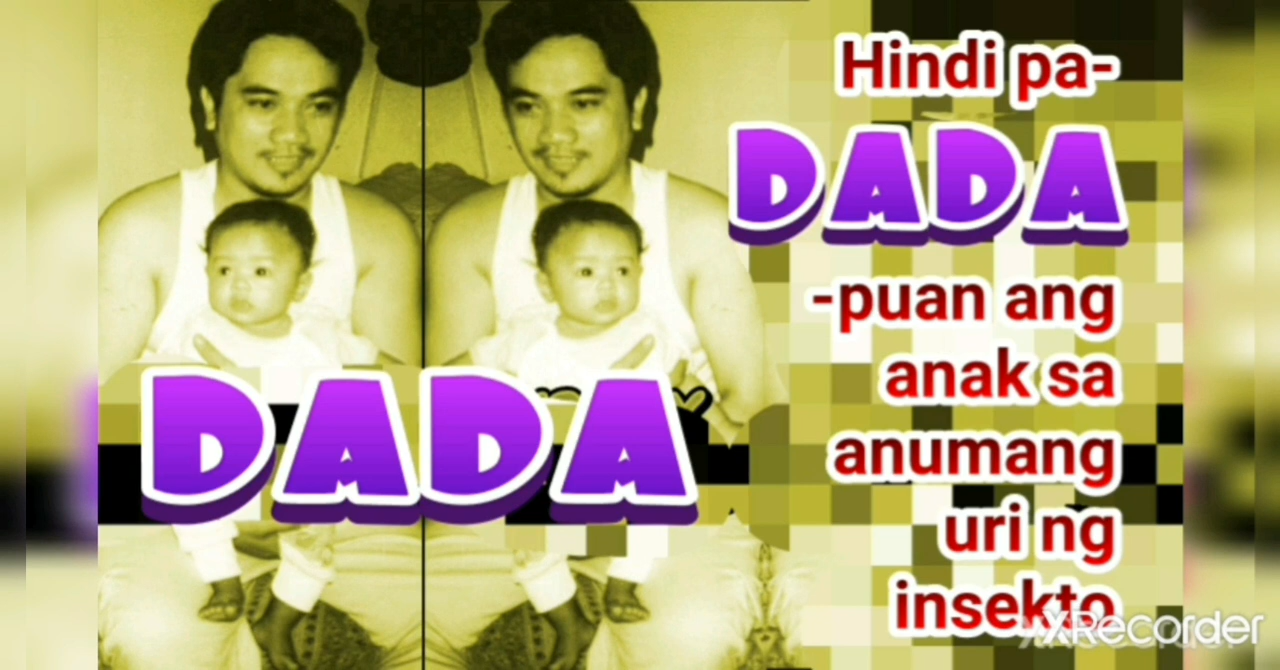 DADA
Hindi pa-
DADA
-puan ang
anak sa
anumang
uri ng
insekto
XRecorder